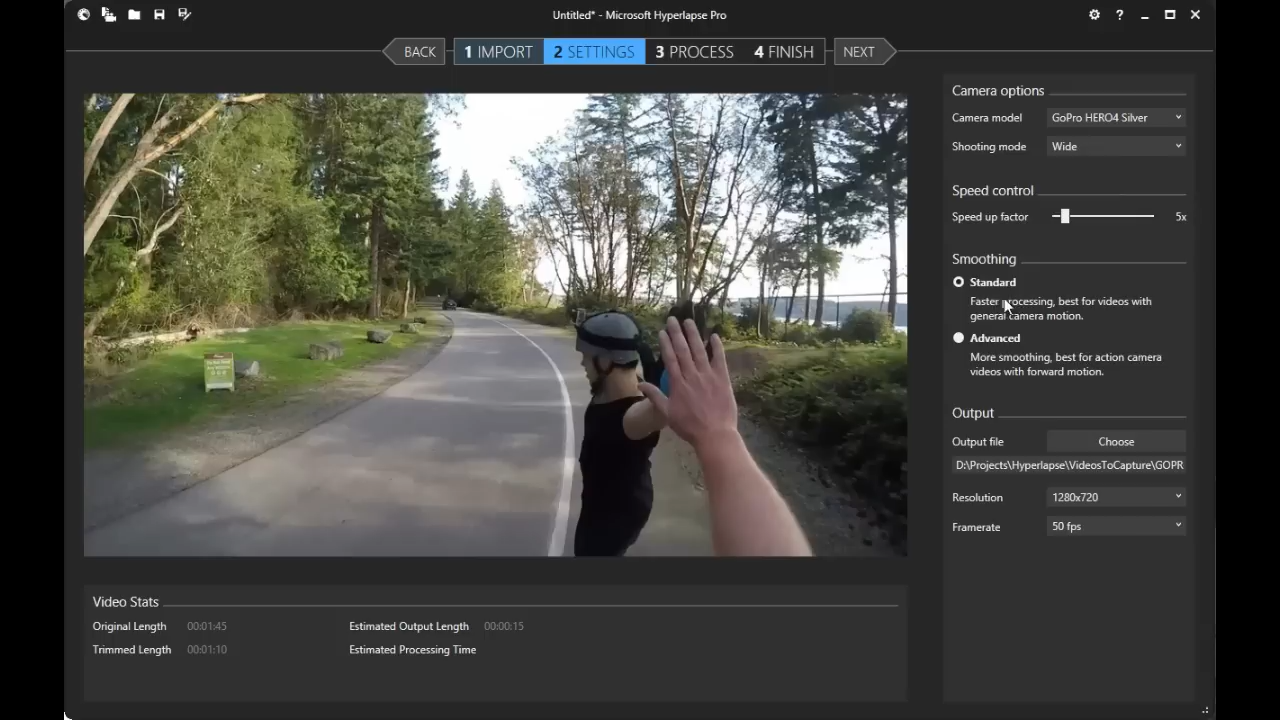 Untitled* - Microsoft Hyperlapse Pro
?
BACK
1 IMPORT
2 SETTINGS
3 PROCESS
4 FINISH
NEXT
Camera options
Camera model GoPro HERO4 Silver
Shooting mode Wide
Speed control
Speed up factor 5x
Smoothing
Standard
Faster processing, best for videos with
general camera motion.
Advanced
More smoothing, best for action camera
videos with forward motion.
Output
Output file Choose
D:\Projects\Hyperlapse\VideosToCapture\GOPR
Resolution 1280x720
Framerate 50 fps
Video Stats
Original Length 00:01:45 Estimated Output Length 00:00:15
Trimmed Length 00:01:10 Estimated Processing Time